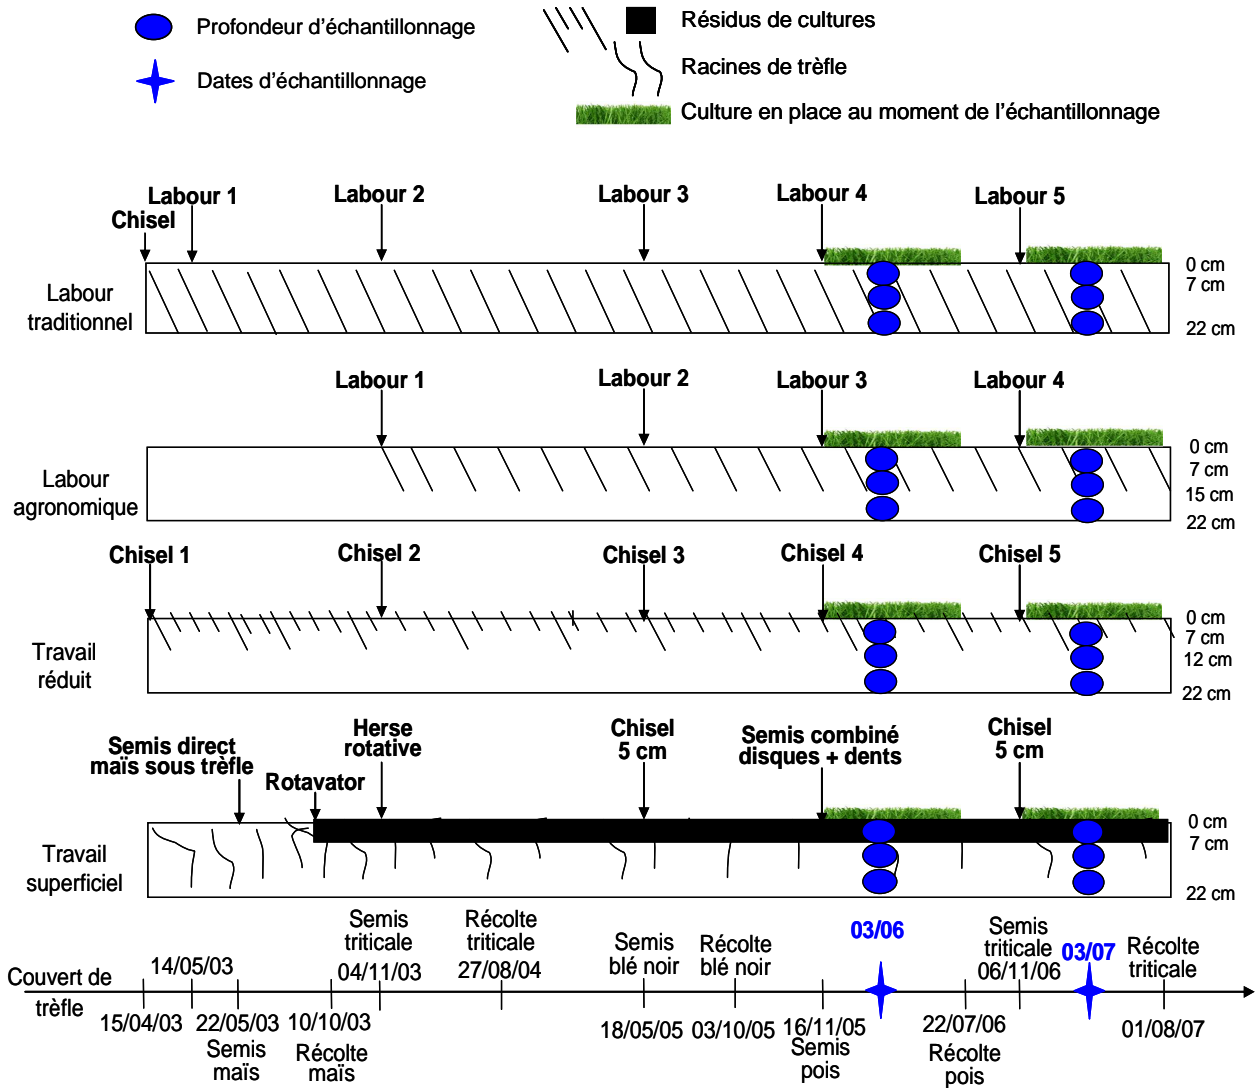 Profondeur d'échantillonnage
Dates d'échantillonnage
Résidus de cultures
Racines de trèfle
Culture en place au moment de l'échantillonnage
Labour 1
Labour 2
Labour 3
Labour 4
Labour 5
Chisel
Labour
traditionnel
0 cm
7 cm
22 cm
Labour 1
Labour 2
Labour 3
Labour 4
Labour
agronomique
0 cm
7 cm
15 cm
22 cm
Chisel 1
Chisel 2
Chisel 3
Chisel 4
Chisel 5
Travail
réduit
0 cm
7 cm
12 cm
22 cm
Semis direct
maïs sous trèfle
Rotavator
Herse
rotative
Chisel
5 cm
Semis combiné
disques + dents
Chisel
5 cm
Travail
superficiel
0 cm
7 cm
22 cm
Couvert de
trèfle
15/04/03
14/05/03
22/05/03
Semis
maïs
10/10/03
Récolte
maïs
Semis
triticale
04/11/03
Récolte
triticale
27/08/04
Semis
blé noir
18/05/05
Récolte
blé noir
03/10/05
16/11/05
Semis
pois
03/06
22/07/06
Récolte
pois
Semis
triticale
06/11/06
03/07
Récolte
triticale
01/08/07